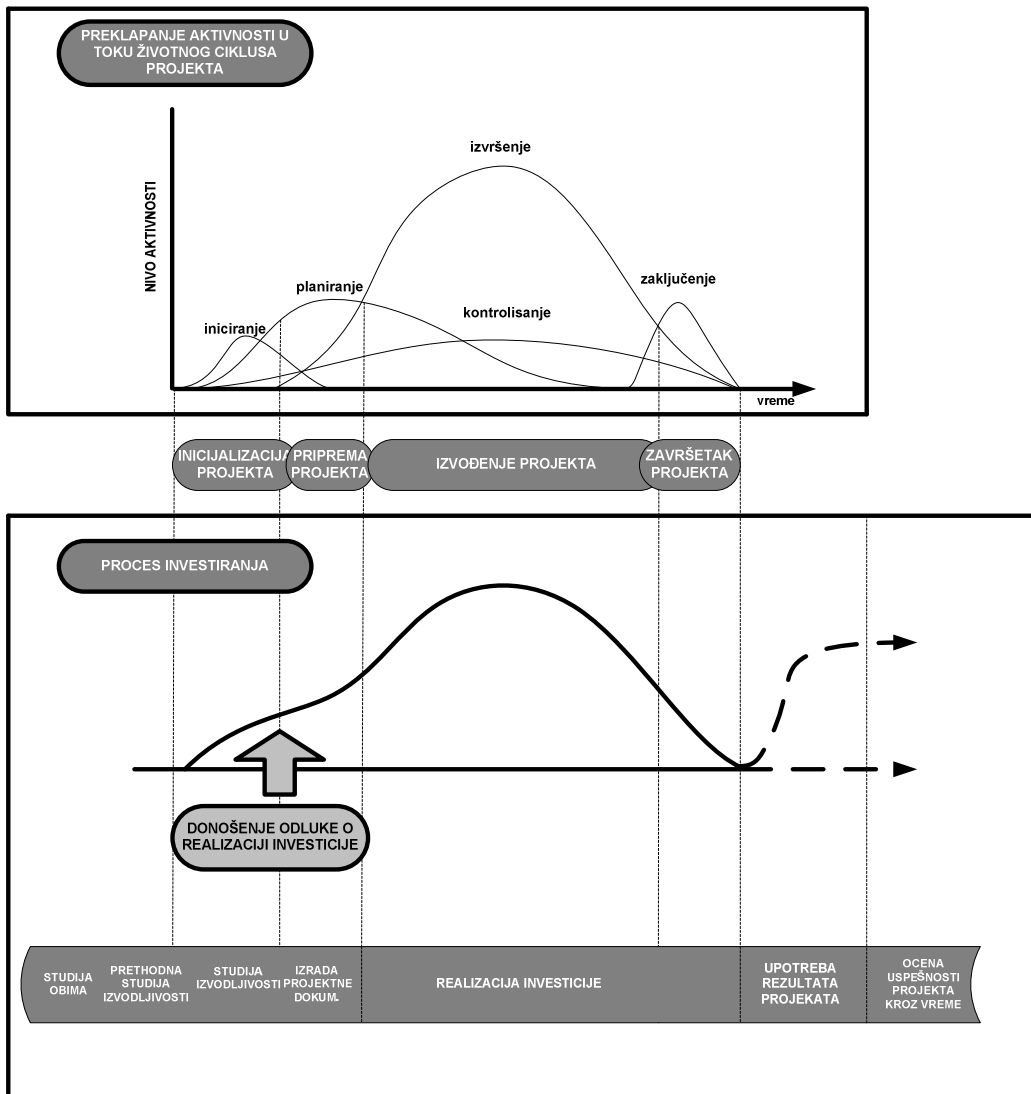 PREKLAPANJE AKTIVNOSTI U
TOKU ŽIVOTNOG CIKLUSA
PROJEKTA
NIVO AKTIVNOSTI
izvršenje
planiranje
zaključenje
kontrolisanje
iniciranje
vreme
INICIJALIZACIJA
PROJEKTA
PRIPREMA
PROJEKTA
IZVOĐENJE PROJEKTA
ZAVRŠETAK
PROJEKTA
PROCES INVESTIRANJA
DONOŠENJE ODLUKE O
REALIZACIJI INVESTICIJE
STUDIJA
OBIMA
PRETHODNA
STUDIJA
IZVODLJIVOSTI
STUDIJA
IZVODLJIVOSTI
IZRADA
PROJEKTNE
DOKUM.
REALIZACIJA INVESTICIJE
UPOTREBA
REZULTATA
PROJEKATA
OCENA
USPEŠNOSTI
PROJEKTA
KROZ VREME